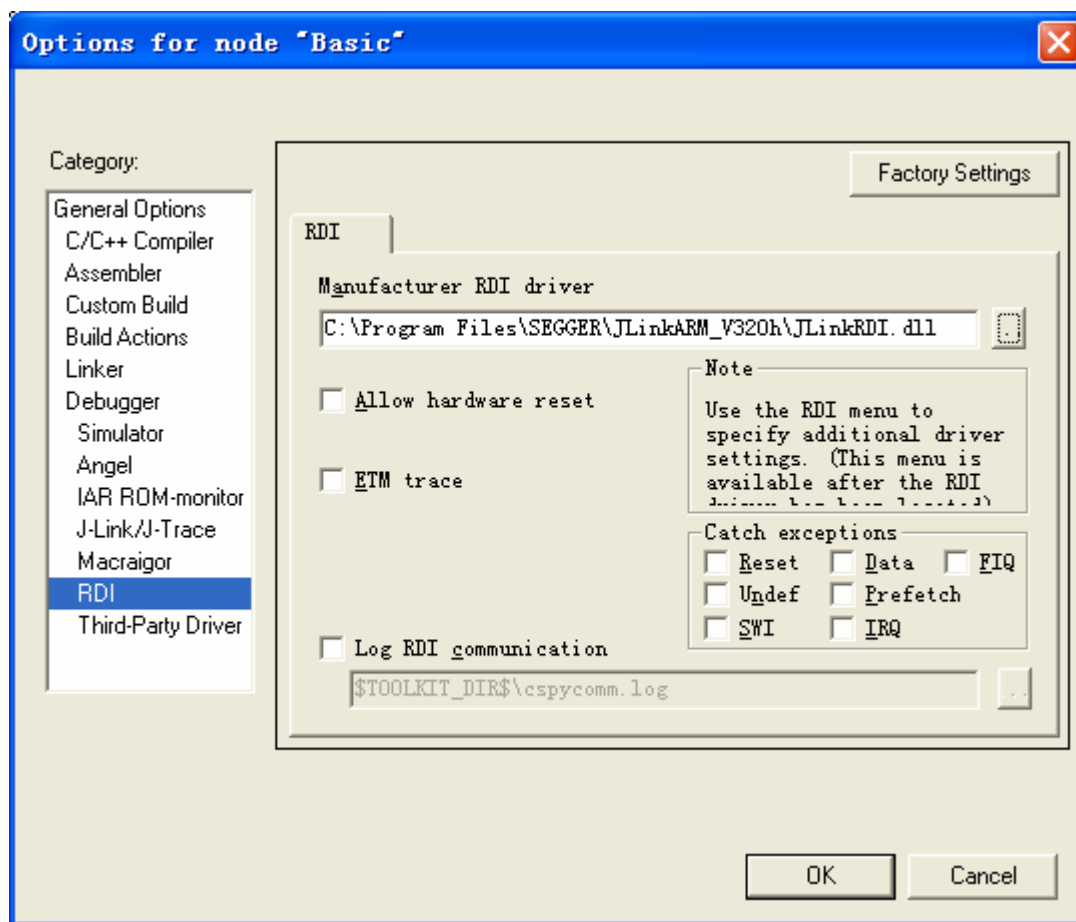 Options for node "Basic"
Category:
Factory Settings
General Options
C/C++ Compiler
Assembler
Custom Build
Build Actions
Linker
Debugger
Simulator
Angel
IAR ROM-monitor
J-Link/J-Trace
Macraigor
RDI
Third-Party Driver
RDI
Manufacturer RDI driver
C:\Program Files\SEGGER\JLinkARM_V320h\JLinkRDI.dll
.
Allow hardware reset
ETM trace
Note
Use the RDI menu to
specify additional driver
settings. (This menu is
available after the RDI
Catch exceptions
Reset Data FIQ
Undef Prefetch
SWI IRQ
Log RDI communication
$TOOLKIT_DIR$\cspycomm.log
...
OK Cancel